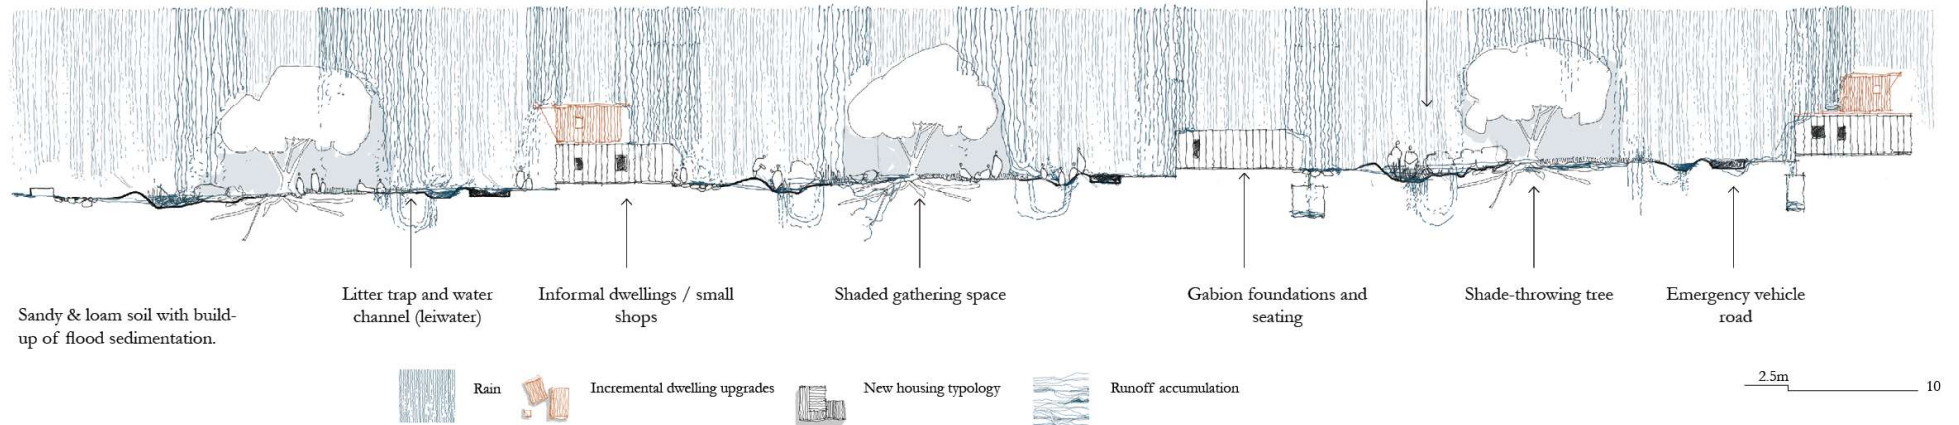 Sandy & loam soil with build-
up of flood sedimentation.
Litter trap and water
channel (leiwater)
Informal dwellings / small
shops
Shaded gathering space
Gabion foundations and
seating
Shade-throwing tree
Emergency vehicle
road
Rain
Incremental dwelling upgrades
New housing typology
Runoff accumulation
2.5m
10